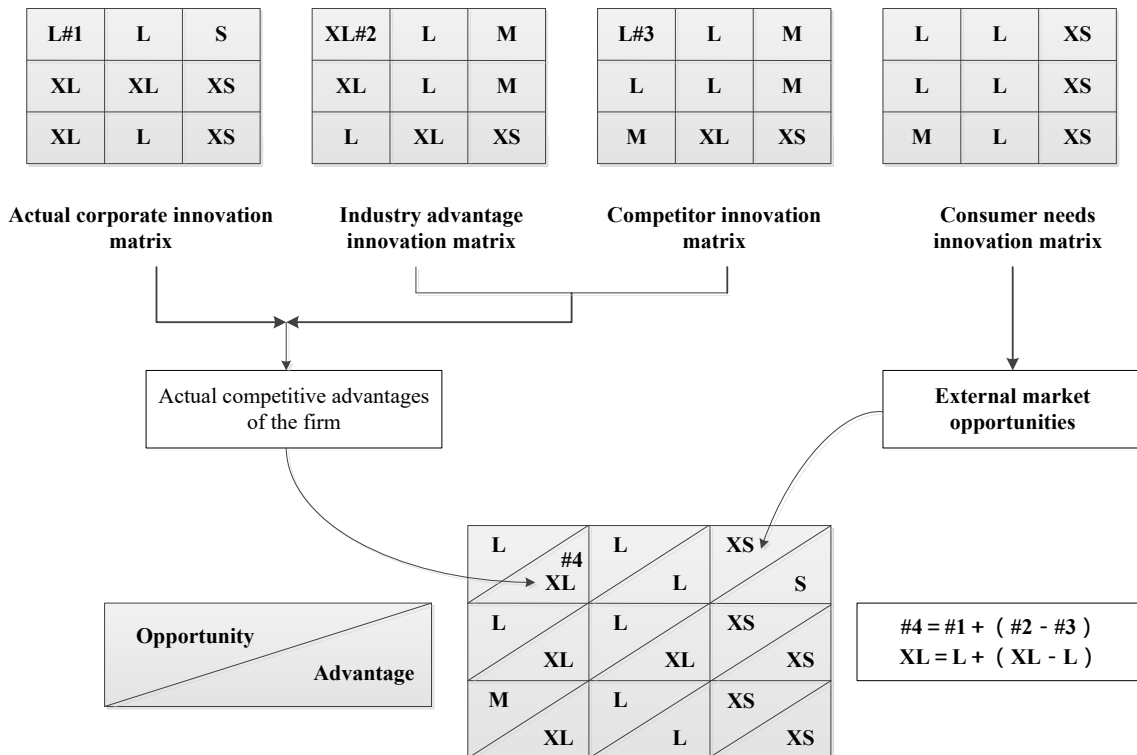 L#1 L S
XL XL XS
XL L XS
XL#2 L M
XL L M
L XL XS
L#3 L M
L L M
M XL XS
L L XS
L L XS
M L XS
Actual corporate innovation
matrix
Industry advantage
innovation matrix
Competitor innovation
matrix
Consumer needs
innovation matrix
Actual competitive advantages
of the firm
External market
opportunities
L #4 XL L L XS S
L XL L XL XS XS
M XL L L XS XS
Opportunity
Advantage
#4 = #1 + ( #2 - #3 )
XL = L + ( XL - L )